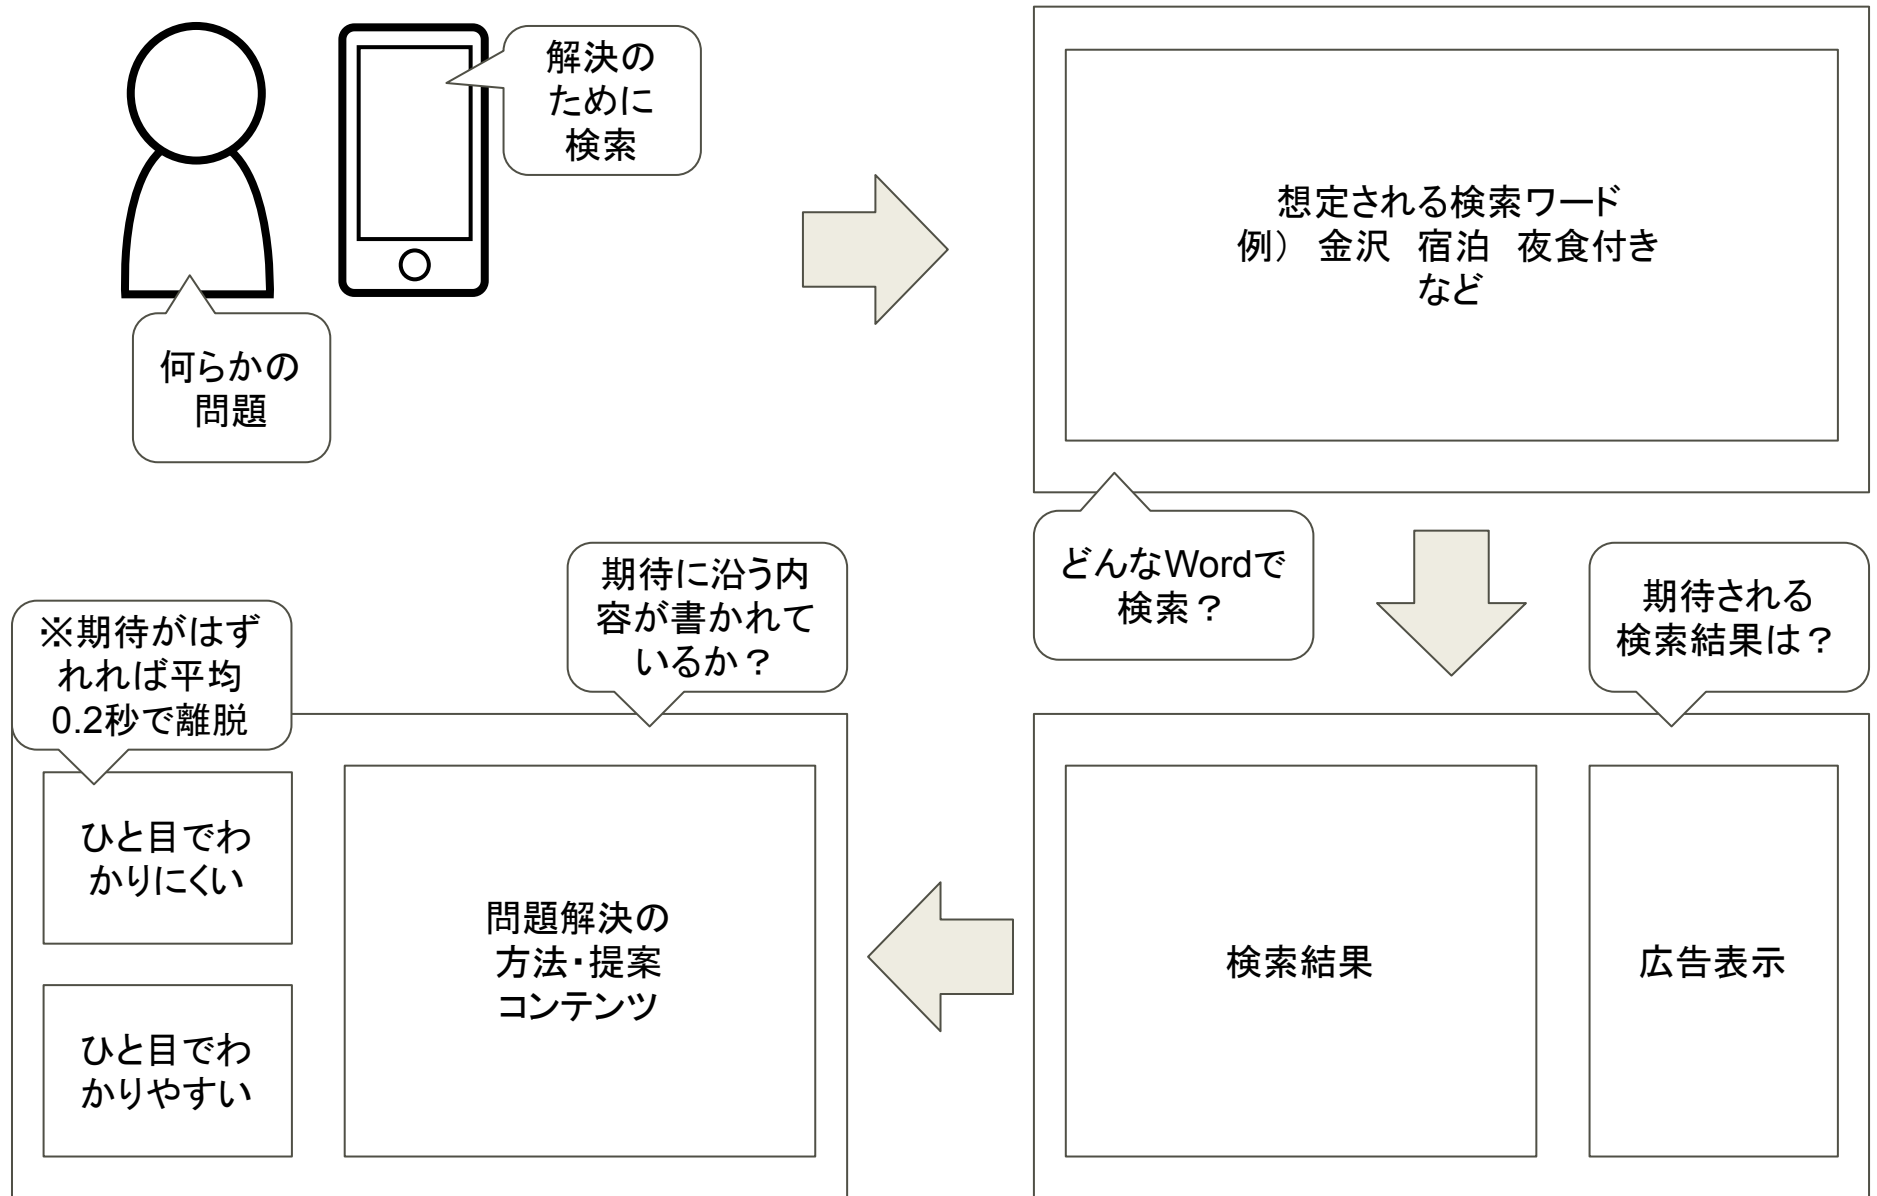 解決の
ために
検索
何らかの
問題
想定される検索ワード
例） 金沢　宿泊　夜食付き
など
どんなWordで
検索？
期待される
検索結果は？
検索結果
広告表示
期待に沿う内
容が書かれて
いるか？
※期待がはず
れれば平均
0.2秒で離脱
ひと目でわ
かりにくい
ひと目でわ
かりやすい
問題解決の
方法・提案
コンテンツ